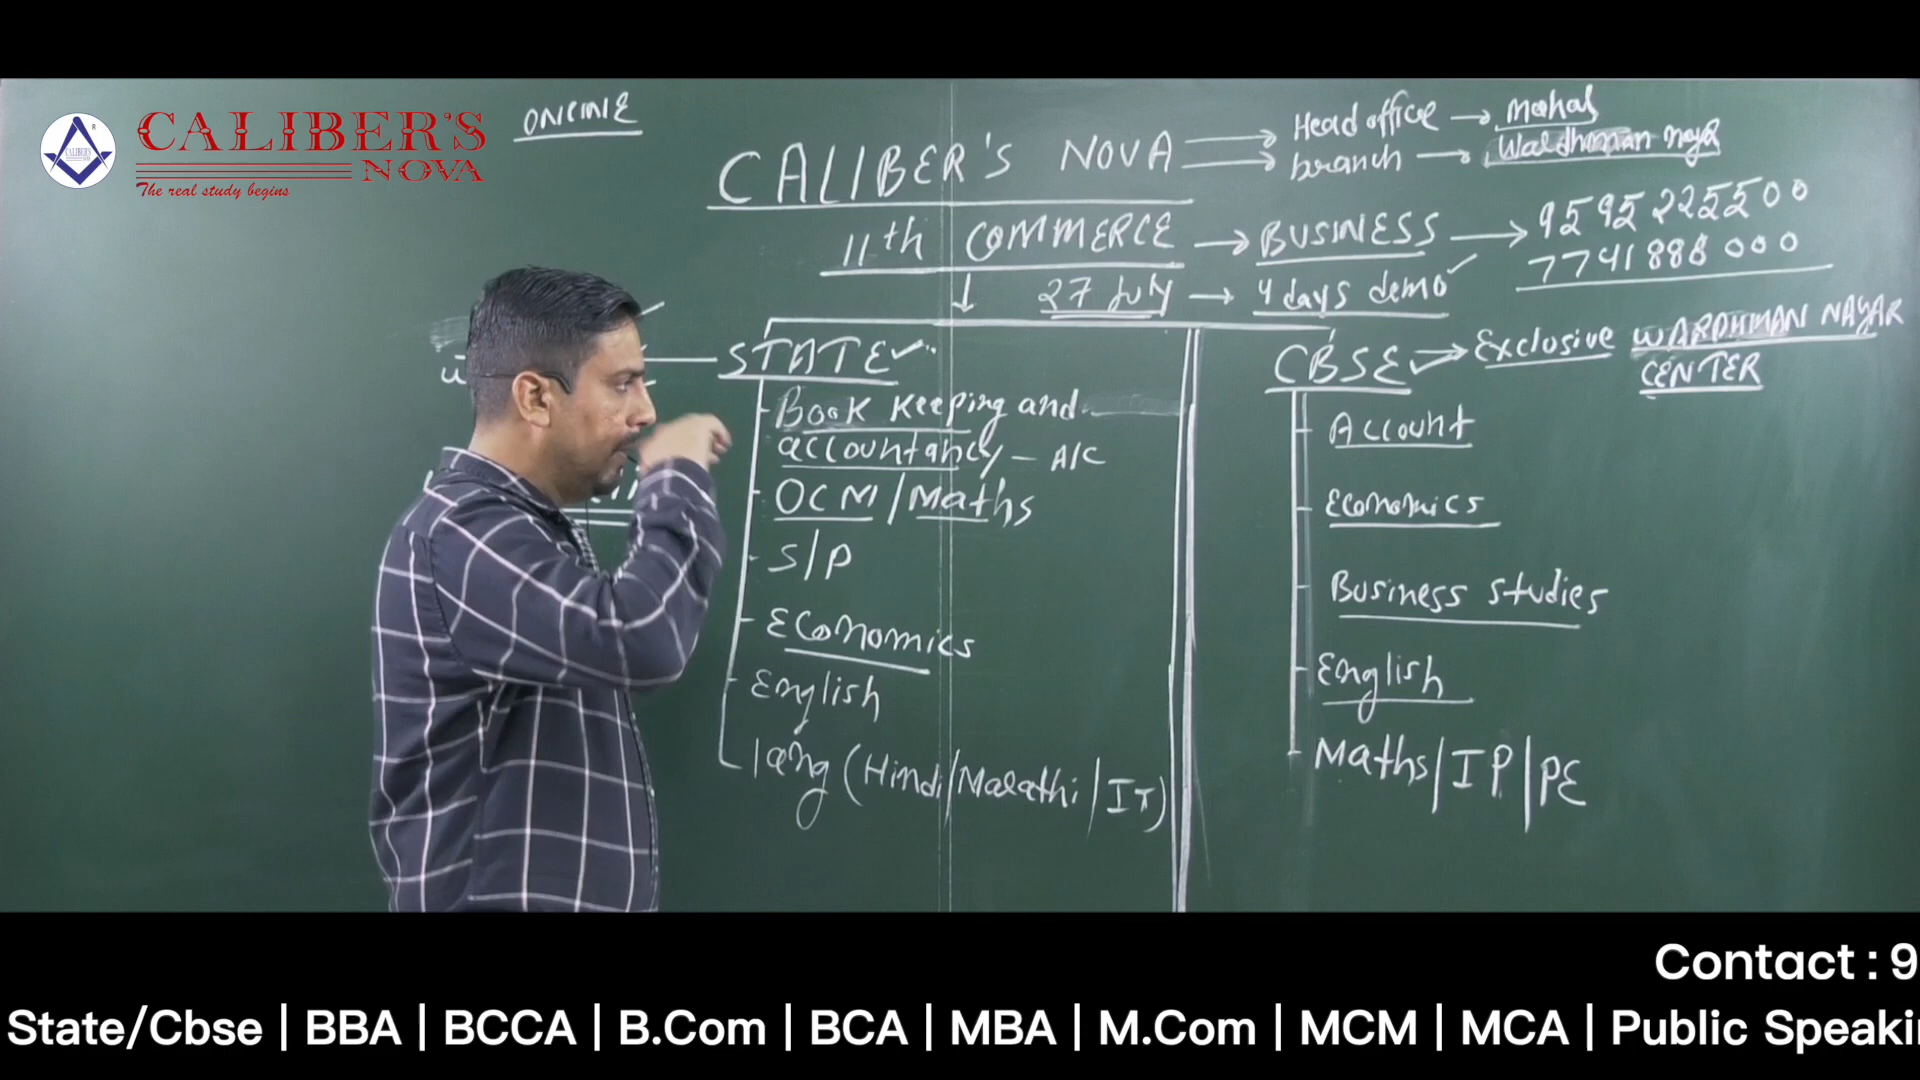 CALIBER'S
NOVA
The real study begins
ONLINE
CALIBER'S NOVA
Head office → Mahal
branch → Wardhaman nagar
11th COMMERCE → BUSINESS → 9595225500
7741888000
27 July → 4 days demo ✓
STATE ✓
Book Keeping and
accountancy – A/C
OCM / Maths
S/P
Economics
English
lang (Hindi/Marathi/IT)
CBSE ✓ → Exclusive WARDHMAN NAGAR
CENTER
Account
Economics
Business studies
English
Maths/IP/PE
Contact : 9
State/Cbse | BBA | BCCA | B.Com | BCA | MBA | M.Com | MCM | MCA | Public Speaki